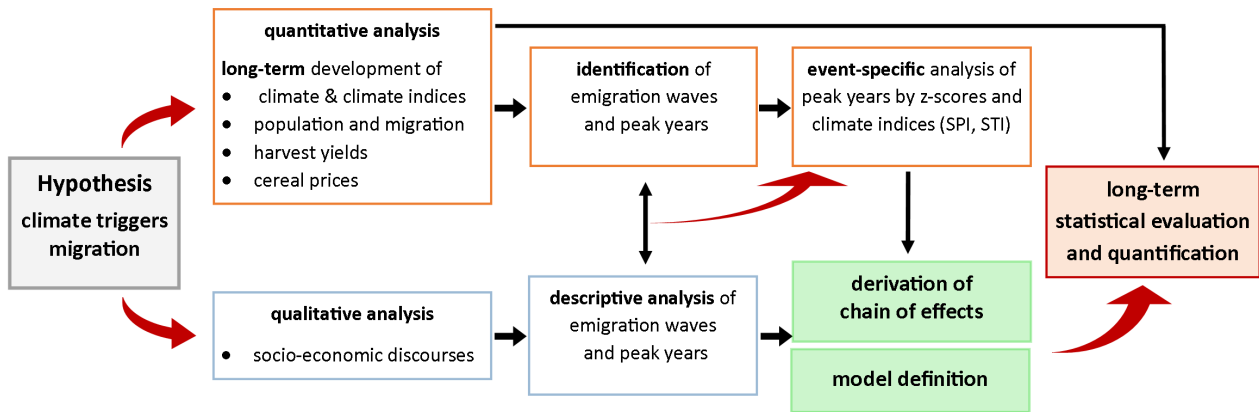 Hypothesis
climate triggers
migration
quantitative analysis
long-term development of
● climate & climate indices
● population and migration
● harvest yields
● cereal prices
identification of
emigration waves
and peak years
event-specific analysis of
peak years by z-scores and
climate indices (SPI, STI)
qualitative analysis
● socio-economic discourses
descriptive analysis of
emigration waves
and peak years
derivation of
chain of effects
model definition
long-term
statistical evaluation
and quantification